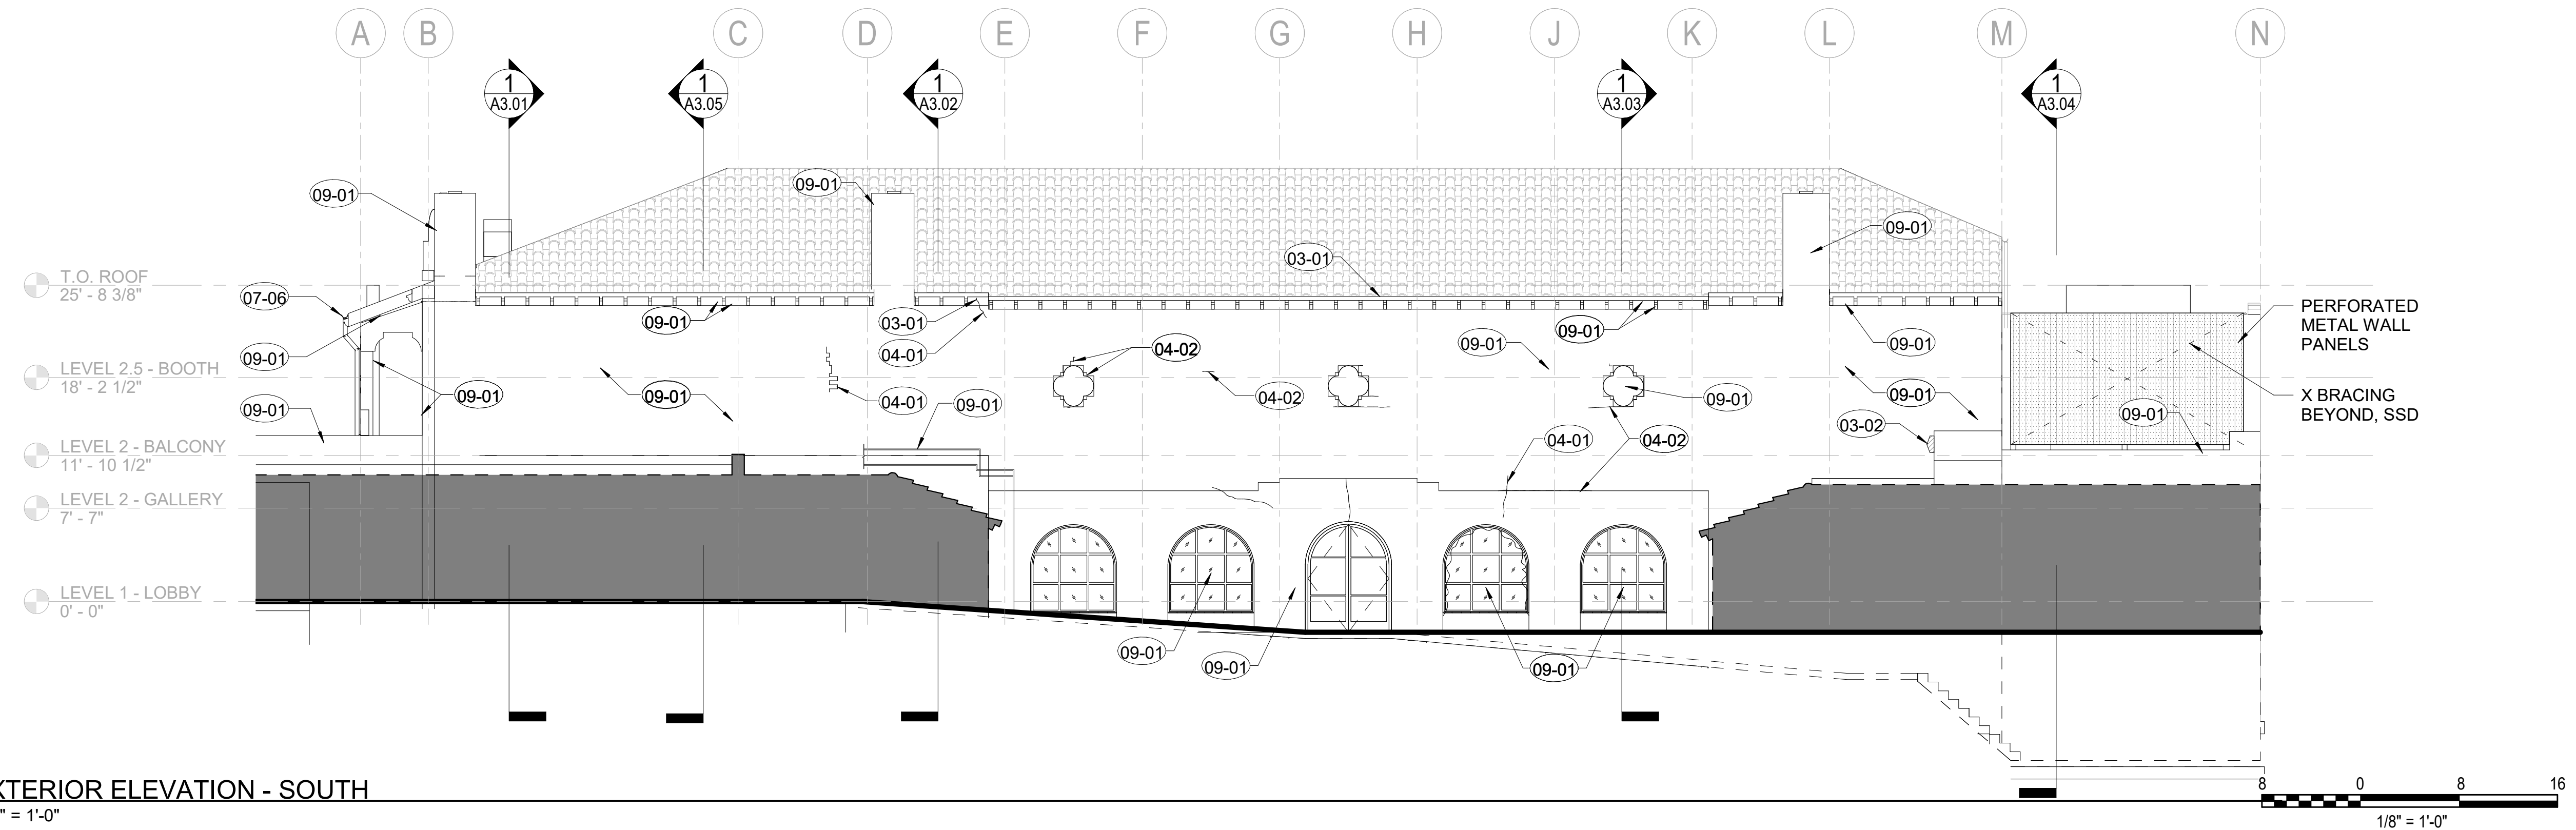 A B C D E F G H J K L M N
1
A3.01
1
A3.05
1
A3.02
1
A3.03
1
A3.04
09-01
09-01
09-01
03-01
T.O. ROOF
25' - 8 3/8"
07-06
09-01
03-01
04-01
09-01
09-01
09-01
09-01
04-02
PERFORATED
METAL WALL
PANELS
LEVEL 2.5 - BOOTH
18' - 2 1/2"
09-01
09-01
04-01
09-01
04-02
09-01
09-01
X BRACING
BEYOND, SSD
09-01
09-01
03-02
04-01
04-02
LEVEL 2 - BALCONY
11' - 10 1/2"
LEVEL 2 - GALLERY
7' - 7"
LEVEL 1 - LOBBY
0' - 0"
09-01
09-01
09-01
XTERIOR ELEVATION - SOUTH
" = 1'-0"
8 0 8 16
1/8" = 1'-0"